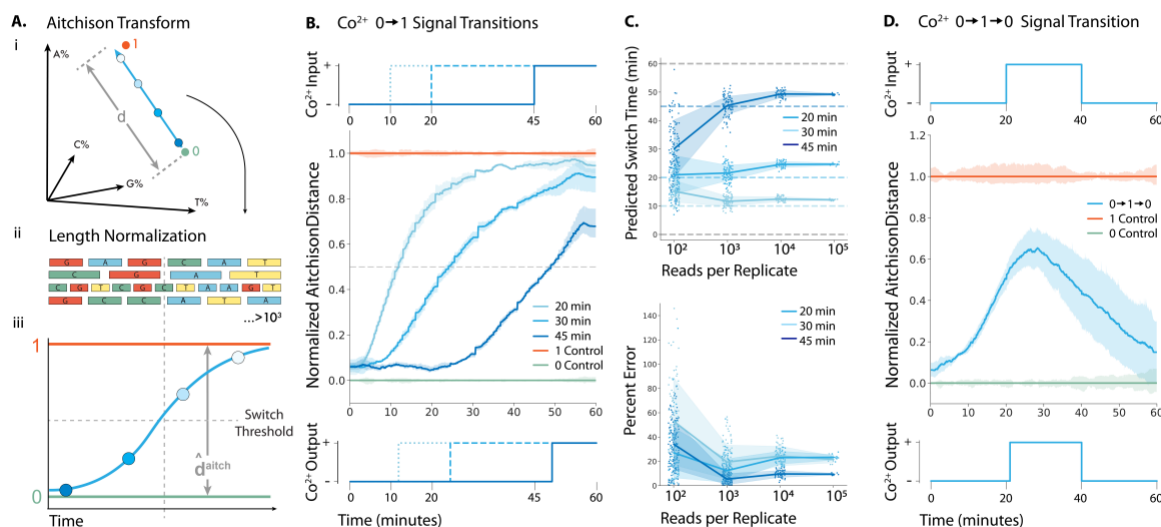 A. Aitchison Transform
i
A%
1
d
0
C%
G%
T%
ii
Length Normalization
G A G C A T
C G A T
C G T C G C T A A G T
G C C A T A
...>10³
iii
1
Switch
Threshold
d̂ aitch
0
Time
B. Co²⁺ 0→1 Signal Transitions
Co²⁺ Input
+
-
0 10 20 45 60
Normalized AitchisonDistance
1.0
0.8
0.6
0.4
0.2
0.0
20 min
30 min
45 min
1 Control
0 Control
0 10 20 30 40 50 60
Co²⁺ Output
+
-
0 12 25 52 60
Time (minutes)
C.
Predicted Switch Time (min)
60
50
40
30
20
10
0
20 min
30 min
45 min
10² 10³ 10⁴ 10⁵
Reads per Replicate
Percent Error
140
120
100
80
60
40
20
0
20 min
30 min
45 min
10² 10³ 10⁴ 10⁵
Reads per Replicate
D. Co²⁺ 0→1→0 Signal Transition
Co²⁺ Input
+
-
0 20 40 60
Normalized AitchisonDistance
1.2
1.0
0.8
0.6
0.4
0.2
0.0
0→1→0
1 Control
0 Control
0 10 20 30 40 50 60
Co²⁺ Output
+
-
0 21 40 60
Time (minutes)